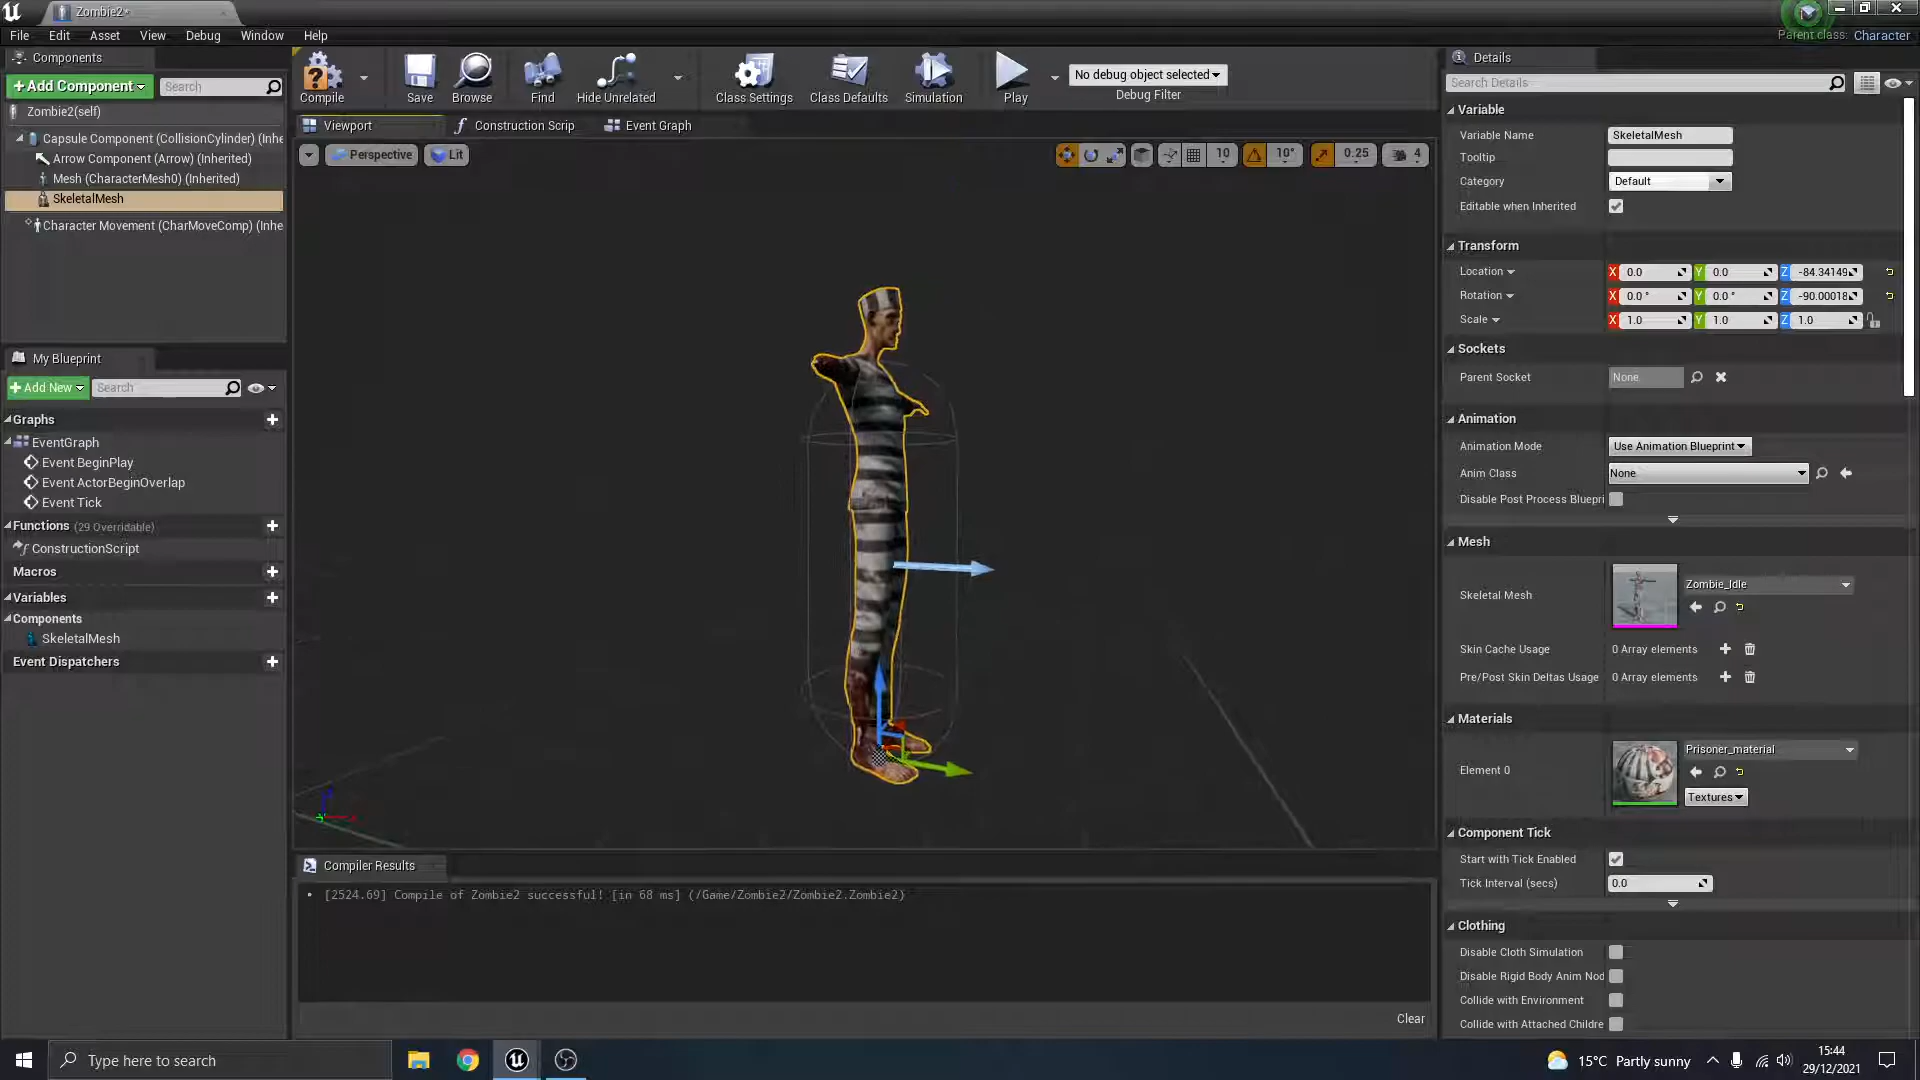 Zombie2*
File Edit Asset View Debug Window Help
Parent class: Character
Components
+Add Component
Search
Zombie2(self)
Capsule Component (CollisionCylinder) (Inhe
Arrow Component (Arrow) (Inherited)
Mesh (CharacterMesh0) (Inherited)
SkeletalMesh
Character Movement (CharMoveComp) (Inhe
My Blueprint
+Add New
Search
Graphs
EventGraph
Event BeginPlay
Event ActorBeginOverlap
Event Tick
Functions (29 Overridable)
ConstructionScript
Macros
Variables
Components
SkeletalMesh
Event Dispatchers
Compile
Save
Browse
Find
Hide Unrelated
Class Settings
Class Defaults
Simulation
Play
No debug object selected
Debug Filter
Viewport
Construction Scrip
Event Graph
Perspective
Lit
10
10°
0.25
4
Compiler Results
[2524.69] Compile of Zombie2 successful! [in 68 ms] (/Game/Zombie2/Zombie2.Zombie2)
Clear
Details
Search Details
Variable
Variable Name SkeletalMesh
Tooltip
Category Default
Editable when Inherited
Transform
Location X 0.0 Y 0.0 Z -84.34149
Rotation X 0.0 ° Y 0.0 ° Z -90.00018
Scale X 1.0 Y 1.0 Z 1.0
Sockets
Parent Socket None
Animation
Animation Mode Use Animation Blueprint
Anim Class None
Disable Post Process Bluepri
Mesh
Skeletal Mesh Zombie_Idle
Skin Cache Usage 0 Array elements
Pre/Post Skin Deltas Usage 0 Array elements
Materials
Element 0 Prisoner_material
Textures
Component Tick
Start with Tick Enabled
Tick Interval (secs) 0.0
Clothing
Disable Cloth Simulation
Disable Rigid Body Anim Nod
Collide with Environment
Collide with Attached Childre
Type here to search
15°C Partly sunny
15:44
29/12/2021